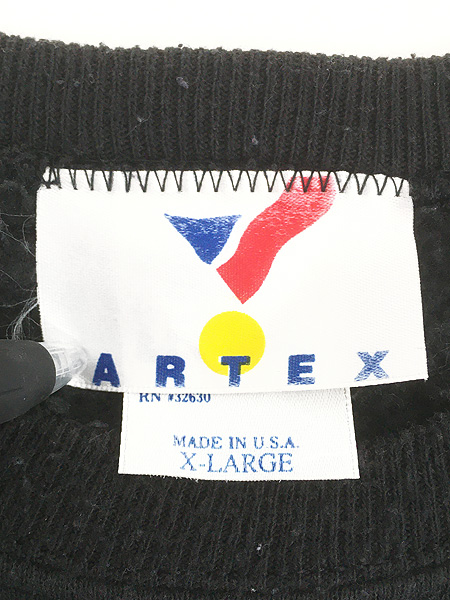 ARTEX
RN #32630
MADE IN U.S.A.
X-LARGE